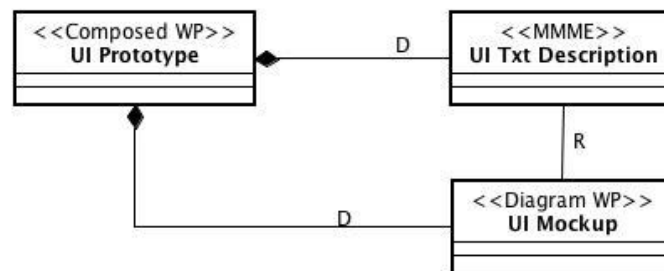 <<Composed WP>>
UI Prototype
D
<<MMME>>
UI Txt Description
R
D
<<Diagram WP>>
UI Mockup